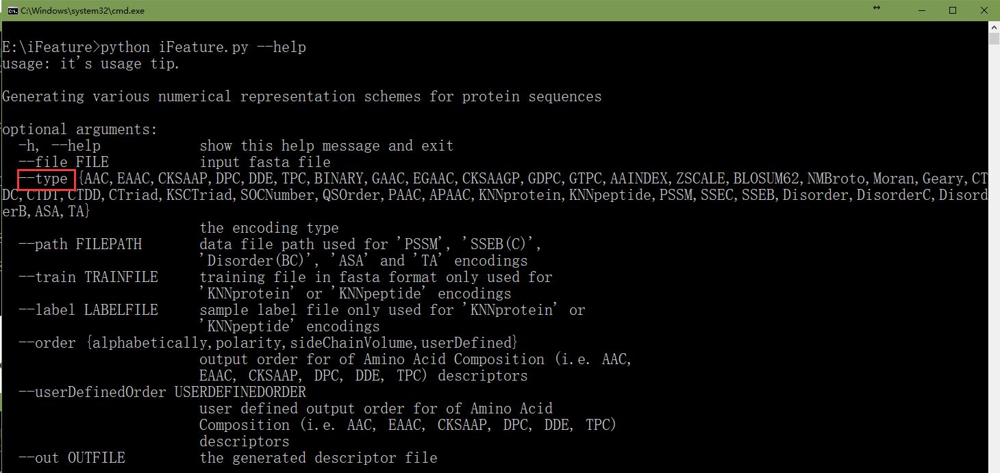 C:\Windows\system32\cmd.exe
E:\iFeature>python iFeature.py --help
usage: it's usage tip.
Generating various numerical representation schemes for protein sequences
optional arguments:
-h, --help show this help message and exit
--file FILE input fasta file
--type {AAC,EAAC,CKSAAP,DPC,DDE,TPC,BINARY,GAAC,EGAAC,CKSAAGP,GDPC,GTPC,AAINDEX,ZSCALE,BLOSUM62,NMBroto,Moran,Geary,CT
DC,CTDT,CTDD,CTriad,KSCTriad,SOCNumber,QSOrder,PAAC,APAAC,KNNprotein,KNNpeptide,PSSM,SSEC,SSEB,Disorder,DisorderC,Disord
erB,ASA,TA}
the encoding type
--path FILEPATH data file path used for 'PSSM', 'SSEB(C)',
'Disorder(BC)', 'ASA' and 'TA' encodings
--train TRAINFILE training file in fasta format only used for
'KNNprotein' or 'KNNpeptide' encodings
--label LABELFILE sample label file only used for 'KNNprotein' or
'KNNpeptide' encodings
--order {alphabetically,polarity,sideChainVolume,userDefined}
output order for of Amino Acid Composition (i.e. AAC,
EAAC, CKSAAP, DPC, DDE, TPC) descriptors
--userDefinedOrder USERDEFINEDORDER
user defined output order for of Amino Acid
Composition (i.e. AAC, EAAC, CKSAAP, DPC, DDE, TPC)
descriptors
--out OUTFILE the generated descriptor file